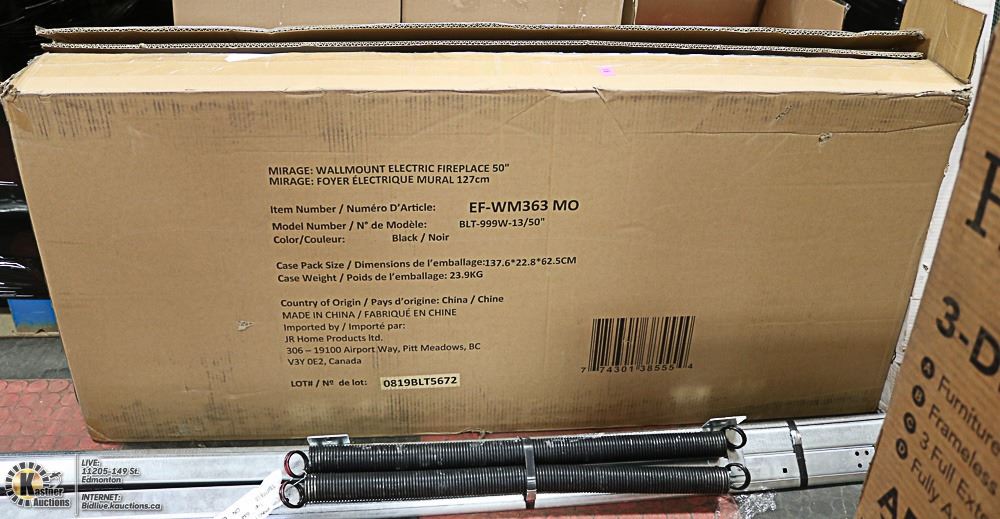 MIRAGE: WALLMOUNT ELECTRIC FIREPLACE 50"
MIRAGE: FOYER ÉLECTRIQUE MURAL 127cm
Item Number / Numéro D'Article: EF-WM363 MO
Model Number / N° de Modèle: BLT-999W-13/50"
Color/Couleur: Black / Noir
Case Pack Size / Dimensions de l'emballage:137.6*22.8*62.5CM
Case Weight / Poids de l'emballage: 23.9KG
Country of Origin / Pays d'origine: China / Chine
MADE IN CHINA / FABRIQUÉ EN CHINE
Imported by / Importé par:
JR Home Products ltd.
306 – 19100 Airport Way, Pitt Meadows, BC
V3Y 0E2, Canada
LOT# / Nº de lot: 0819BLT5672
7 74301 38555 4
3-D
A Furniture
B Frameless
C 3 Full Ext
D Fully
LIVE:
11205-149 St.
Edmonton
INTERNET:
Bidlive.kauctions.ca
Kastner
Auctions